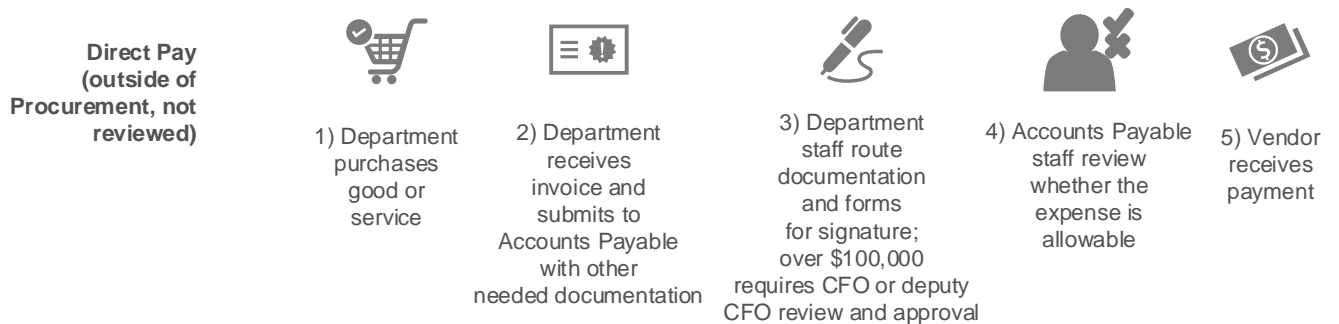 Direct Pay
(outside of
Procurement, not
reviewed)
1) Department
purchases
good or
service
2) Department
receives
invoice and
submits to
Accounts Payable
with other
needed documentation
3) Department
staff route
documentation
and forms
for signature;
over $100,000
requires CFO or deputy
CFO review and approval
4) Accounts Payable
staff review
whether the
expense is
allowable
5) Vendor
receives
payment